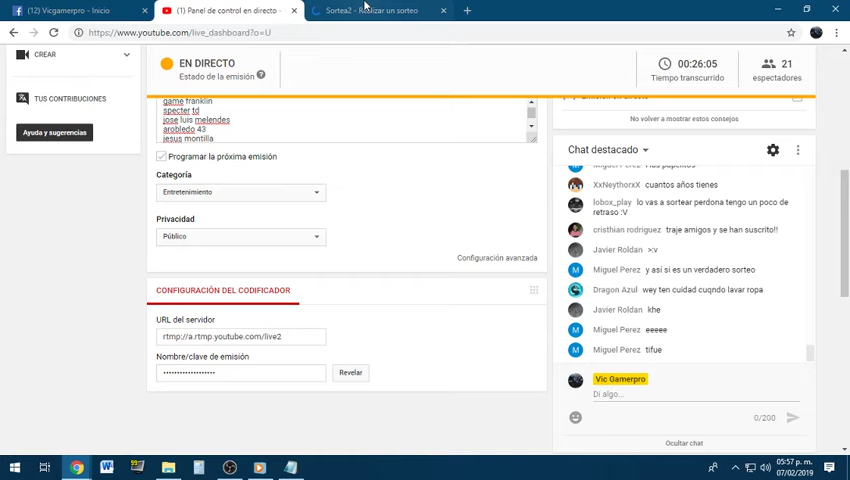 (12) Vicgamerpro - Inicio
(1) Panel de control en directo -
Sortea2 - Realizar un sorteo
https://www.youtube.com/live_dashboard?o=U
CREAR
TUS CONTRIBUCIONES
Ayuda y sugerencias
EN DIRECTO
Estado de la emisión
00:26:05
Tiempo transcurrido
21
espectadores
game franklin
specter td
jose luis melendes
arobledo 43
jesus montilla
Programar la próxima emisión
Categoría
Entretenimiento
Privacidad
Público
Configuración avanzada
CONFIGURACIÓN DEL CODIFICADOR
URL del servidor
rtmp://a.rtmp.youtube.com/live2
Nombre/clave de emisión
••••••••••••••••••••
Revelar
No volver a mostrar estos consejos
Chat destacado
XxNeythorxX cuantos años tienes
lobox_play lo vas a sortear perdona tengo un poco de
retraso :V
cristhian rodriguez traje amigos y se han suscrito!!
Javier Roldan >:v
Miguel Perez y así si es un verdadero sorteo
Dragon Azul wey ten cuidad cuqndo lavar ropa
Javier Roldan khe
Miguel Perez eeeee
Miguel Perez tifue
Vic Gamerpro
Di algo...
0/200
Ocultar chat
05:57 p. m.
07/02/2019